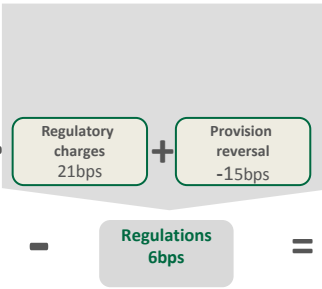 Regulatory
charges
21bps
+
Provision
reversal
-15bps
-
Regulations
6bps
=